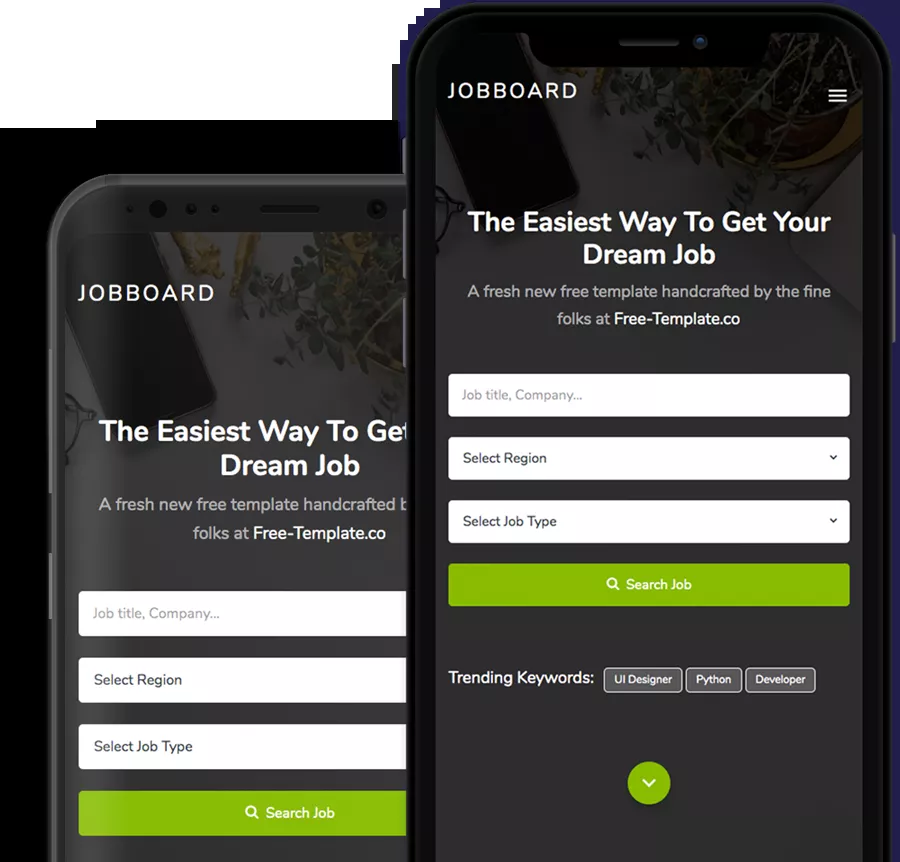 JOBBOARD
The Easiest Way To Get Your
Dream Job
A fresh new free template handcrafted by the fine
folks at Free-Template.co
Job title, Company...
Select Region
Select Job Type
Search Job
Trending Keywords: UI Designer Python Developer
JOBBOARD
The Easiest Way To Get
Dream Job
A fresh new free template handcrafted
folks at Free-Template.co
Job title, Company...
Select Region
Select Job Type
Search Job